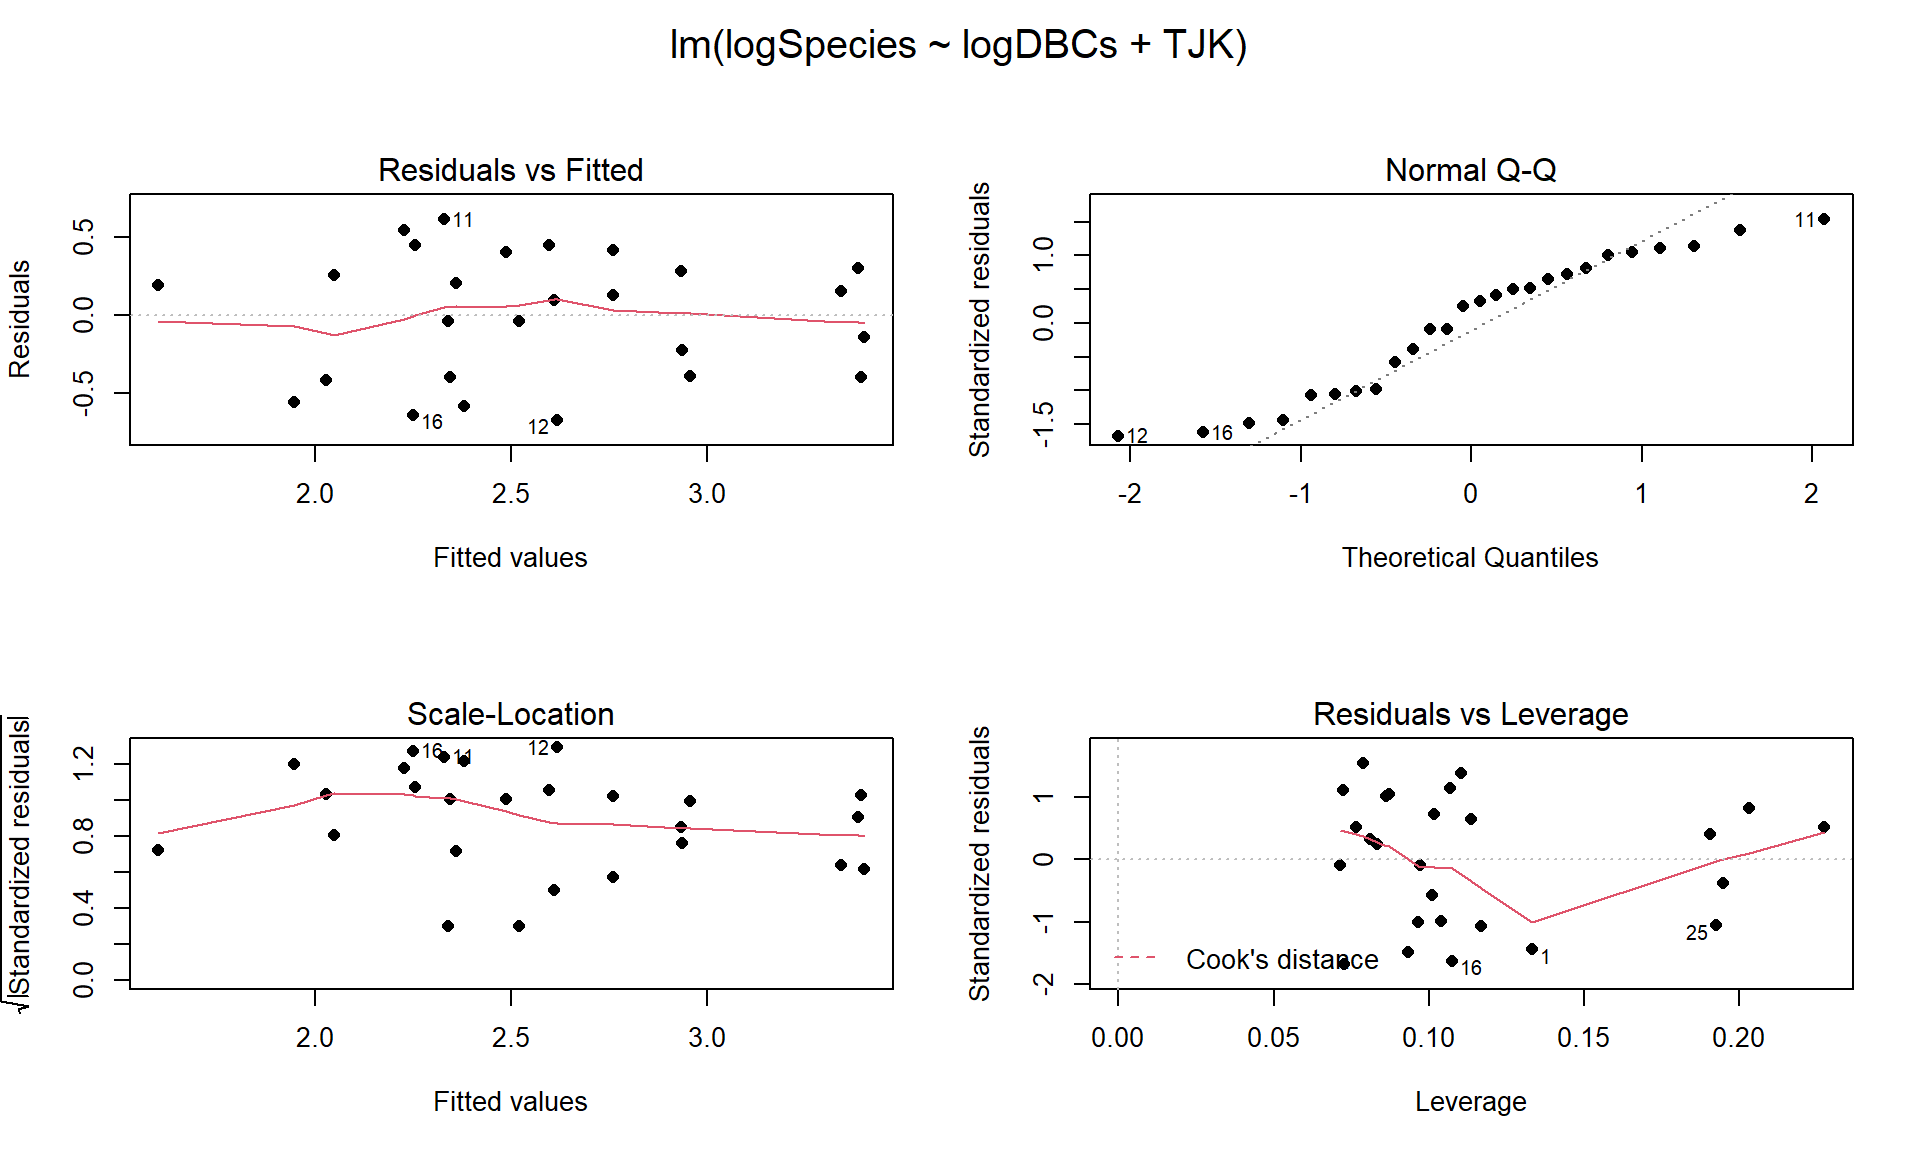 lm(logSpecies ~ logDBCs + TJK)
Residuals vs Fitted
Residuals
0.5
0.0
-0.5
11
16
12
2.0 2.5 3.0
Fitted values
Normal Q-Q
Standardized residuals
1.0
0.0
-1.5
11
12
16
-2 -1 0 1 2
Theoretical Quantiles
Scale-Location
√|Standardized residuals|
1.2
0.8
0.4
0.0
16
11
12
2.0 2.5 3.0
Fitted values
Residuals vs Leverage
Standardized residuals
1
0
-1
-2
25
1
16
Cook's distance
0.00 0.05 0.10 0.15 0.20
Leverage